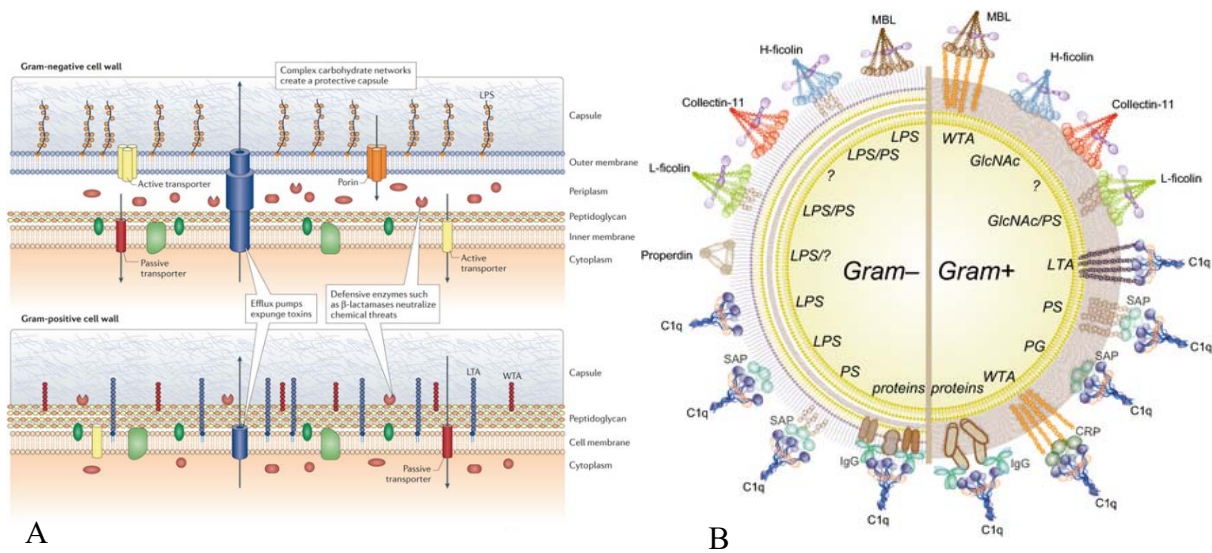 Gram-negative cell wall
Complex carbohydrate networks
create a protective capsule
LPS
Capsule
Outer membrane
Active transporter
Porin
Periplasm
Peptidoglycan
Inner membrane
Cytoplasm
Passive
transporter
Active
transporter
Efflux pumps
expunge toxins
Defensive enzymes such
as β-lactamases neutralize
chemical threats
Gram-positive cell wall
LTA
WTA
Capsule
Peptidoglycan
Cell membrane
Cytoplasm
Passive
transporter
A
MBL
MBL
H-ficolin
H-ficolin
Collectin-11
Collectin-11
L-ficolin
L-ficolin
Properdin
C1q
C1q
SAP
SAP
C1q
C1q
SAP
SAP
C1q
C1q
CRP
IgG
IgG
C1q
C1q
C1q
C1q
LPS
WTA
LPS/PS
GlcNAc
?
?
LPS/PS
GlcNAc/PS
LPS/?
Gram–
Gram+
LTA
LPS
PS
LPS
PG
PS
WTA
proteins
proteins
B